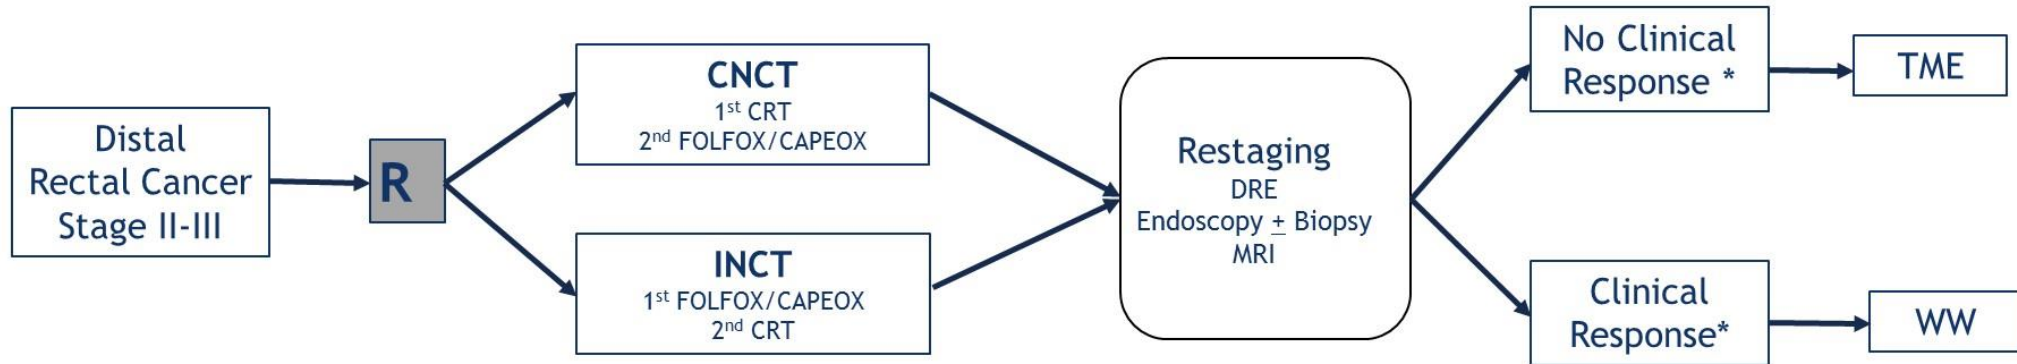 Distal
Rectal Cancer
Stage II-III
R
CNCT
1st CRT
2nd FOLFOX/CAPEOX
INCT
1st FOLFOX/CAPEOX
2nd CRT
Restaging
DRE
Endoscopy + Biopsy
MRI
No Clinical
Response *
TME
Clinical
Response*
WW